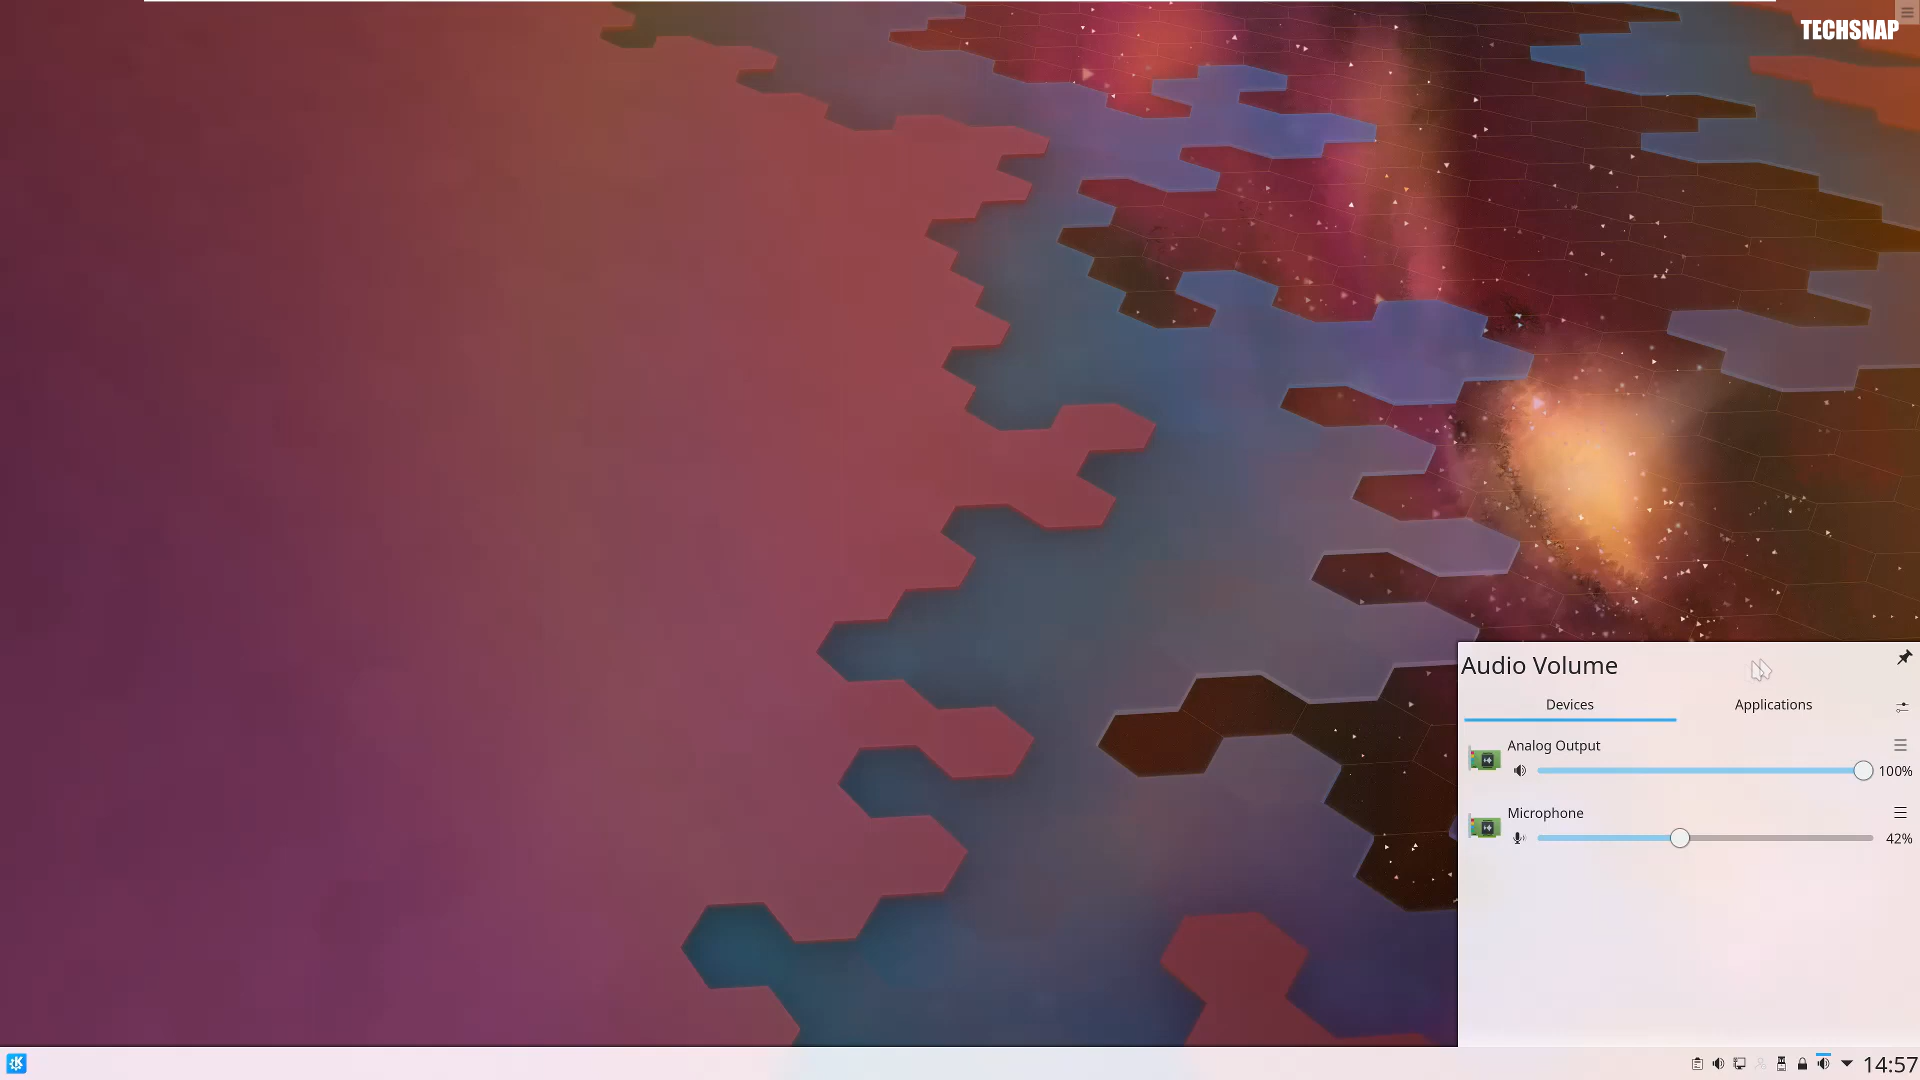 TECHSNAP
Audio Volume
Devices
Applications
Analog Output
100%
Microphone
42%
14:57